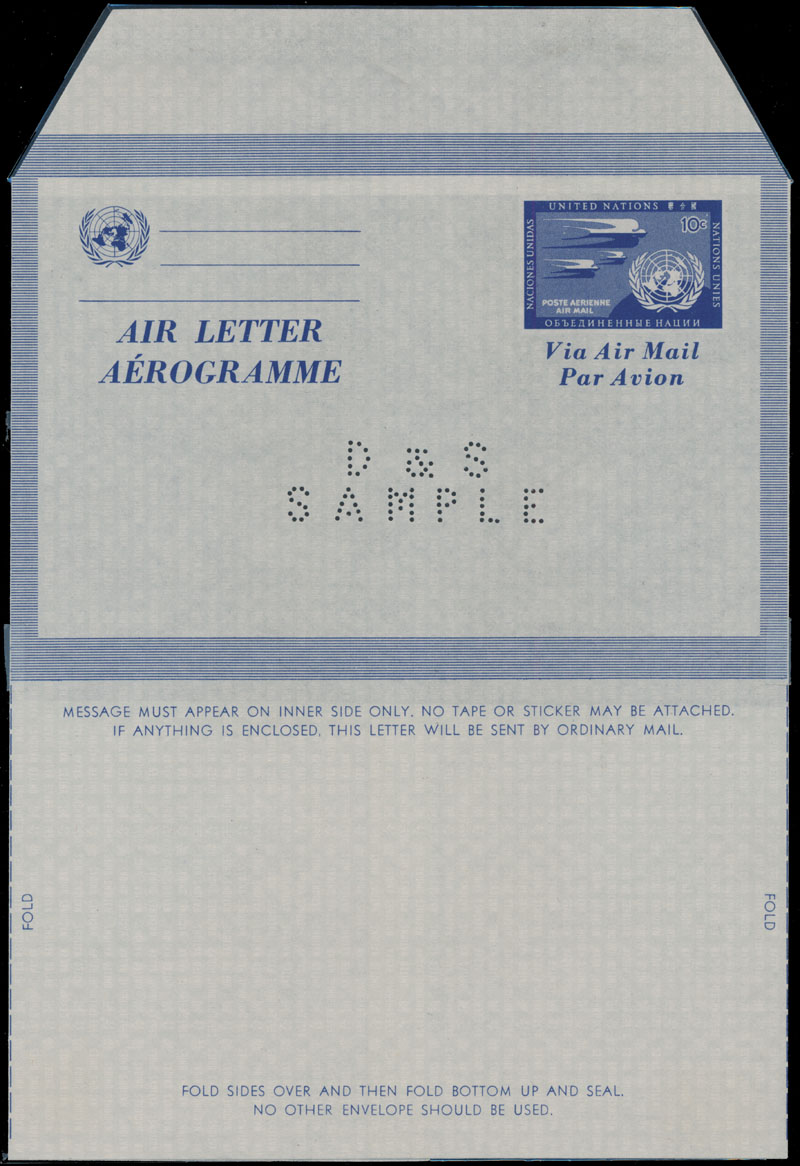 UNITED NATIONS
10c
NACIONES UNIDAS
NATIONS UNIES
POSTE AERIENNE
AIR MAIL
ОБЪЕДИНЕННЫЕ НАЦИИ
AIR LETTER
AÉROGRAMME
Via Air Mail
Par Avion
D & S
SAMPLE
MESSAGE MUST APPEAR ON INNER SIDE ONLY. NO TAPE OR STICKER MAY BE ATTACHED.
IF ANYTHING IS ENCLOSED, THIS LETTER WILL BE SENT BY ORDINARY MAIL.
FOLD
FOLD
FOLD SIDES OVER AND THEN FOLD BOTTOM UP AND SEAL.
NO OTHER ENVELOPE SHOULD BE USED.